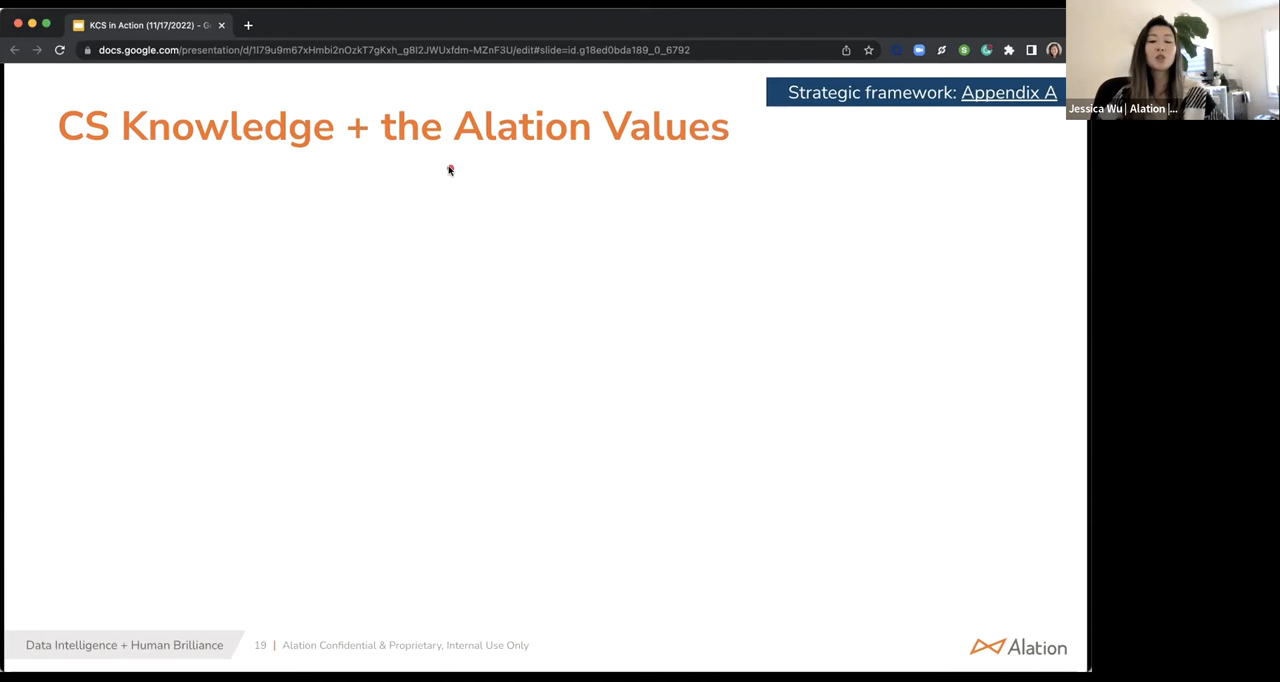 KCS in Action (11/17/2022) - G
docs.google.com/presentation/d/1l79u9m67xHmbi2nOzkT7gKxh_g8I2JWUxfdm-MZnF3U/edit#slide=id.g18ed0bda189_0_6792
Jessica Wu | Alation |...
Strategic framework: Appendix A
CS Knowledge + the Alation Values
Data Intelligence + Human Brilliance
19 | Alation Confidential & Proprietary, Internal Use Only
Alation